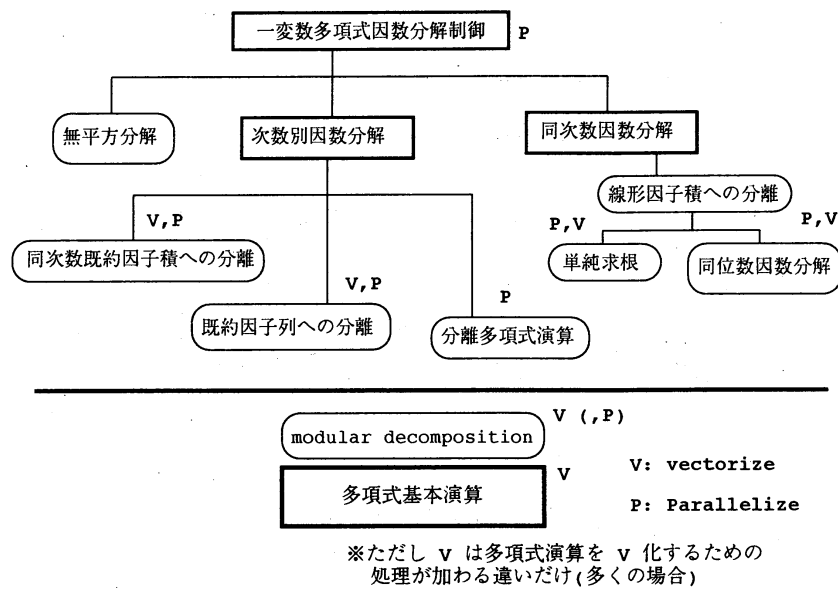 一変数多項式因数分解制御 P
無平方分解
次数別因数分解
同次数因数分解
線形因子積への分離
V,P
P,V
P,V
同次数既約因子積への分離
単純求根
同位数因数分解
V,P
P
既約因子列への分離
分離多項式演算
V (,P)
modular decomposition
V
V: vectorize
多項式基本演算
P: Parallelize
※ただし V は多項式演算を V 化するための
処理が加わる違いだけ(多くの場合)